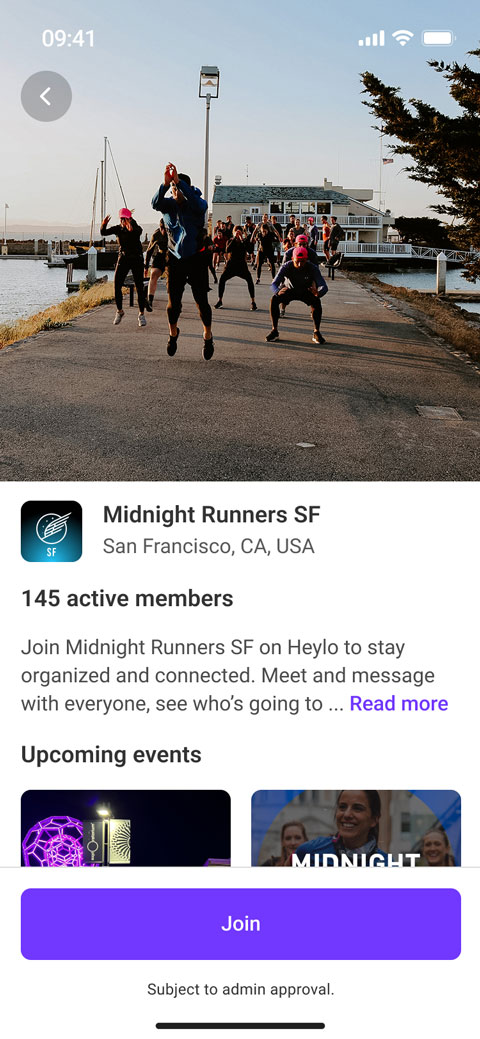 09:41
SF
Midnight Runners SF
San Francisco, CA, USA
145 active members
Join Midnight Runners SF on Heylo to stay
organized and connected. Meet and message
with everyone, see who’s going to ... Read more
Upcoming events
MIDNIGHT
Join
Subject to admin approval.